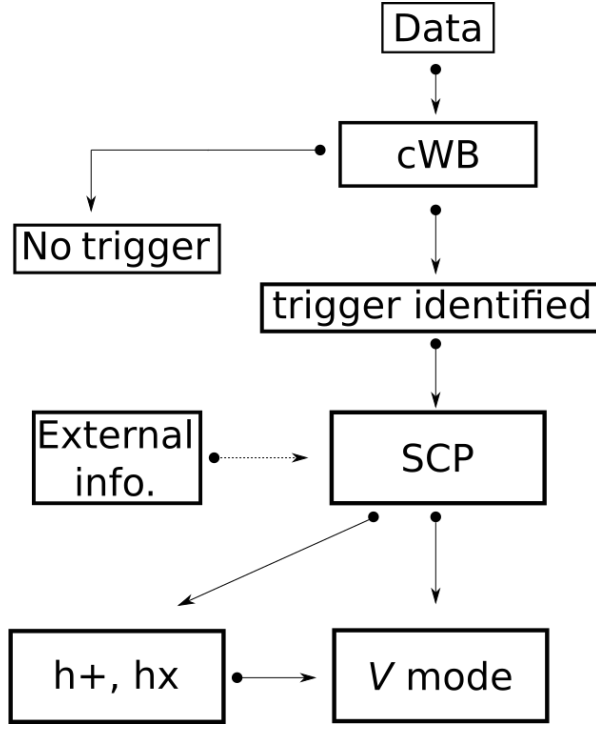 Data
cWB
No trigger
trigger identified
External
info.
SCP
h+, hx
V mode